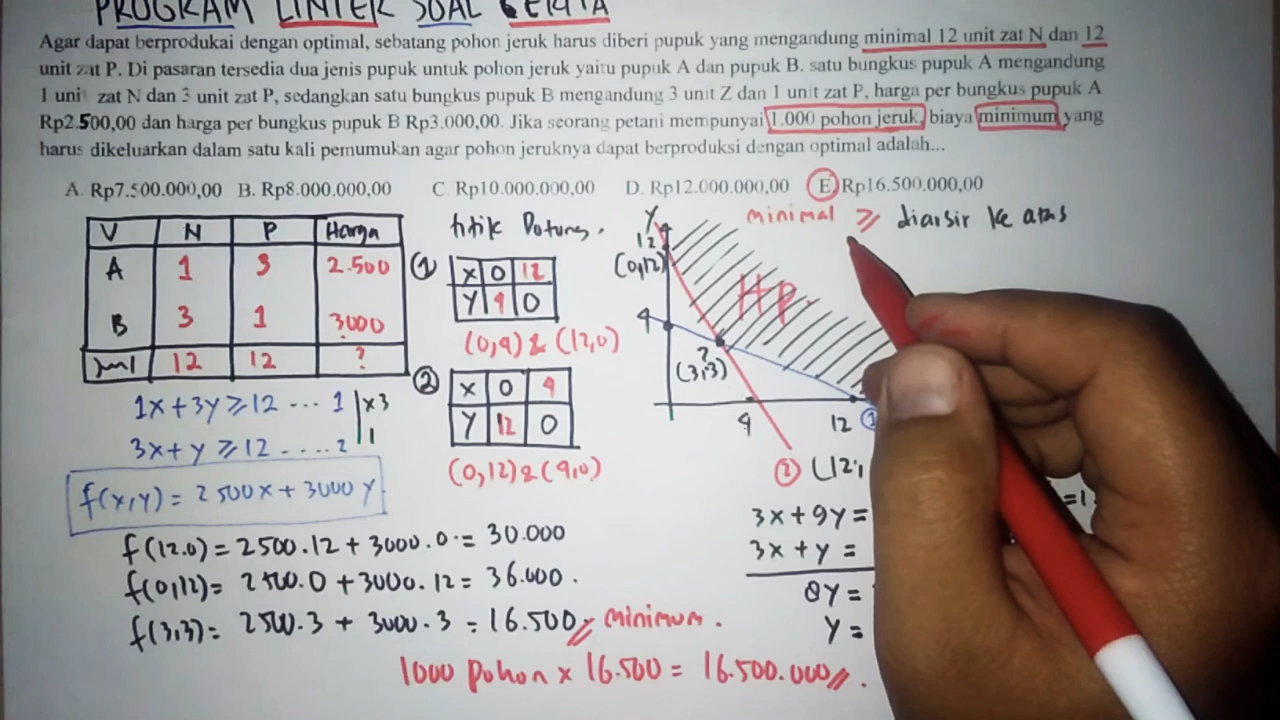 PROGRAM LINIER SOAL CERITA
Agar dapat berprodukai dengan optimal, sebatang pohon jeruk harus diberi pupuk yang mengandung minimal 12 unit zat N dan 12
unit zat P. Di pasaran tersedia dua jenis pupuk untuk pohon jeruk yaitu pupuk A dan pupuk B. satu bungkus pupuk A mengandung
1 uni zat N dan 3 unit zat P, sedangkan satu bungkus pupuk B mengandung 3 unit Z dan 1 unit zat P, harga per bungkus pupuk A
Rp2.500,00 dan harga per bungkus pupuk B Rp3.000,00. Jika seorang petani mempunyai 1.000 pohon jeruk, biaya minimum yang
harus dikeluarkan dalam satu kali pemumukan agar pohon jeruknya dapat berproduksi dengan optimal adalah...
A. Rp7.500.000,00 B. Rp8.000.000,00 C. Rp10.000.000,00 D. Rp12.000.000,00 E. Rp16.500.000,00
V N P Harga
A 1 3 2.500
B 3 1 3000
Jml 12 12 ?
1x + 3y ≥ 12 ... 1 | x3
3x + y ≥ 12 .... 2 | 1
f(x,y) = 2500x + 3000y
titik Potong.
1
X 0 12
Y 4 0
(0,4) & (12,0)
2
X 0 4
Y 12 0
(0,12) & (4,0)
minimal ≥ diarsir ke atas
Y
12
(0,12)
HP.
4
?
(3,3)
4
12
1
2
(12,
3x + 9y =
3x + y =
8y =
y =
f(12.0) = 2500.12 + 3000.0 = 30.000
f(0,12) = 2500.0 + 3000.12 = 36.000.
f(3,3) = 2500.3 + 3000.3 = 16.500 minimum.
1000 Pohon x 16.500 = 16.500.000 //.